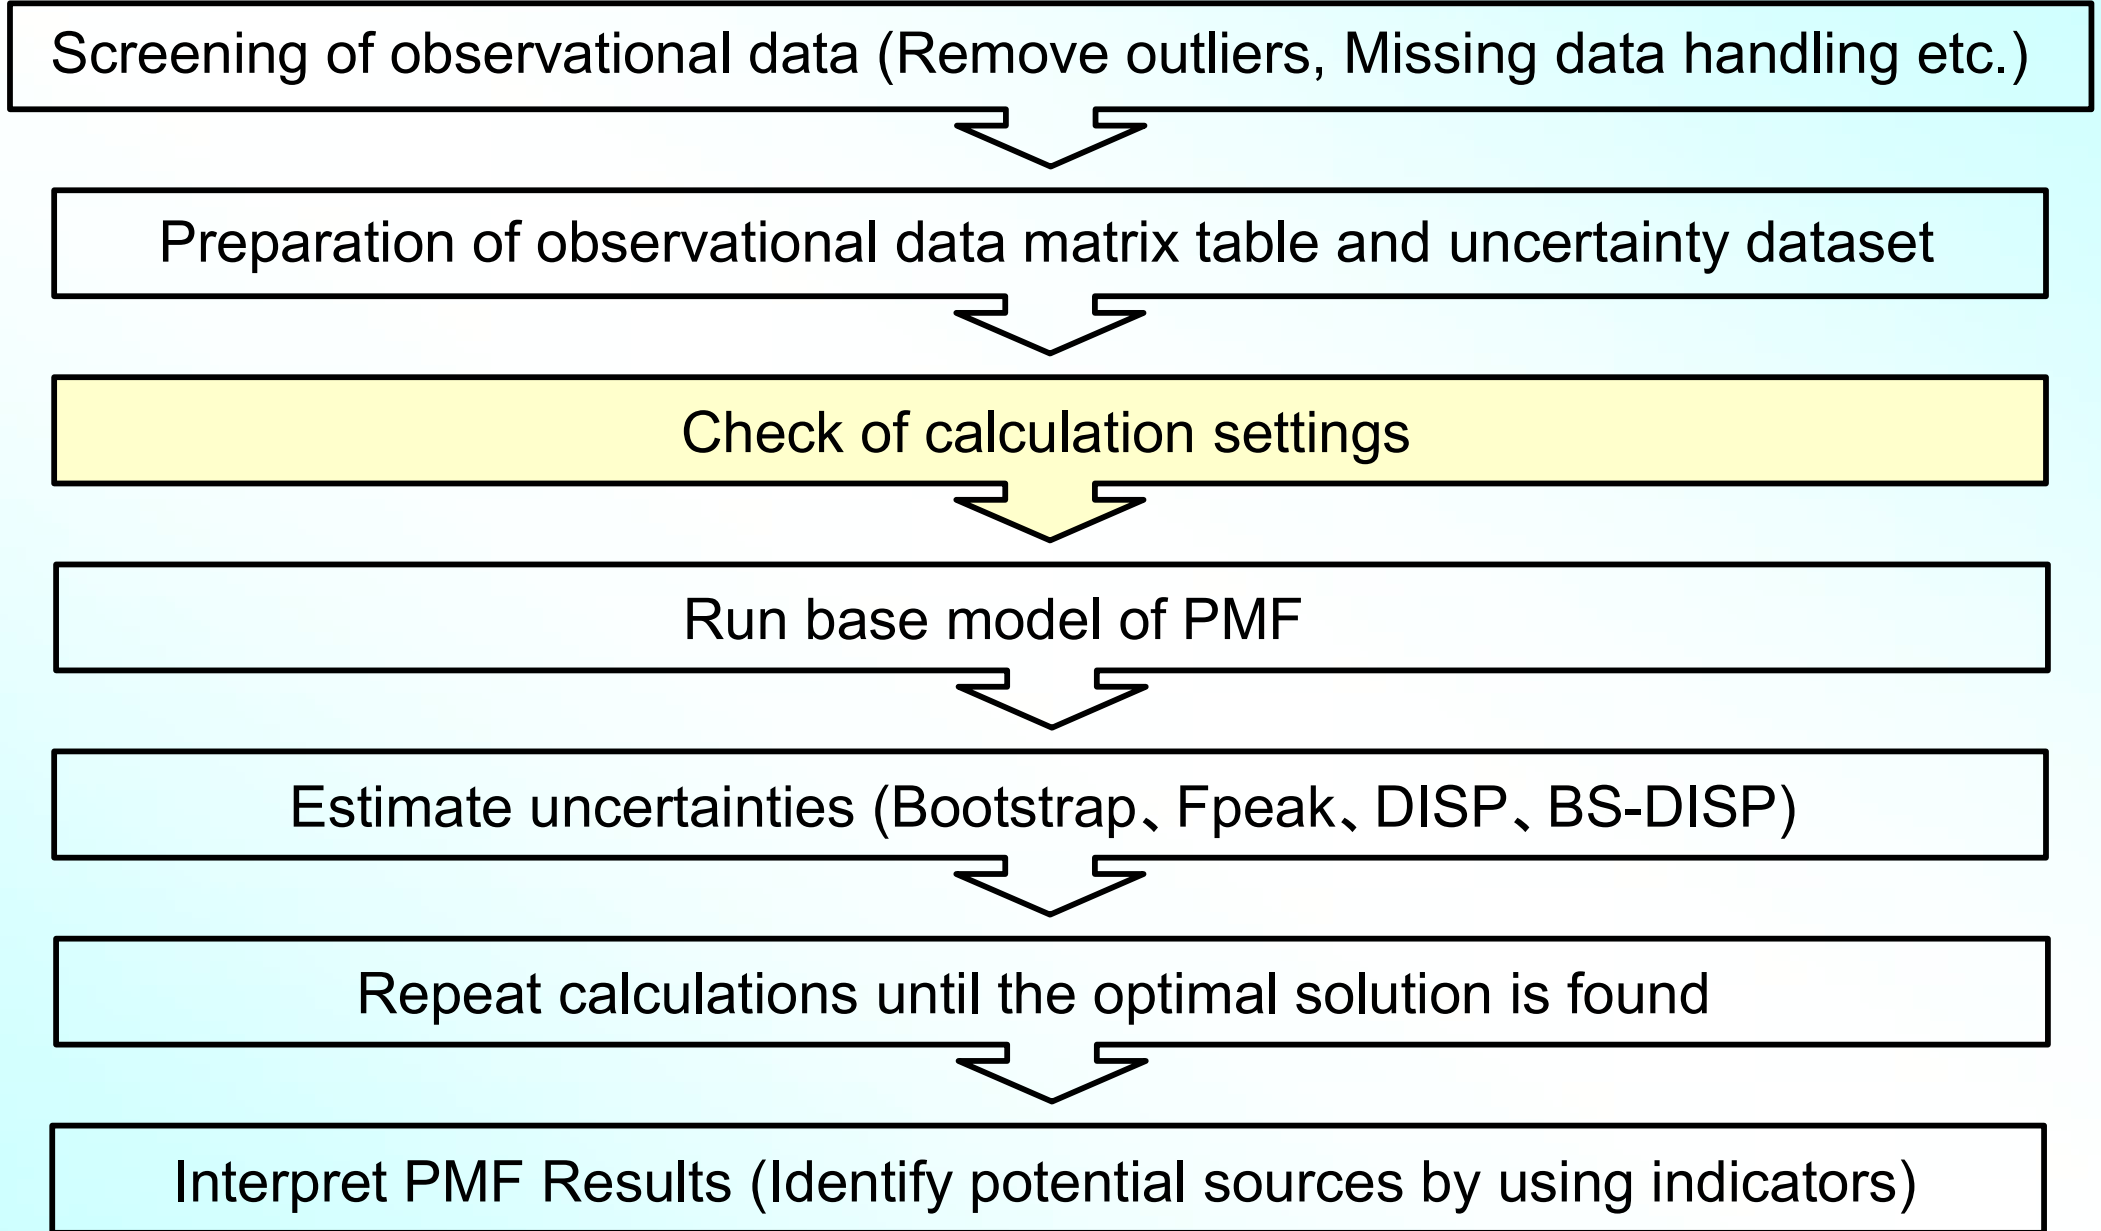 Screening of observational data (Remove outliers, Missing data handling etc.)
Preparation of observational data matrix table and uncertainty dataset
Check of calculation settings
Run base model of PMF
Estimate uncertainties (Bootstrap、Fpeak、DISP、BS-DISP)
Repeat calculations until the optimal solution is found
Interpret PMF Results (Identify potential sources by using indicators)